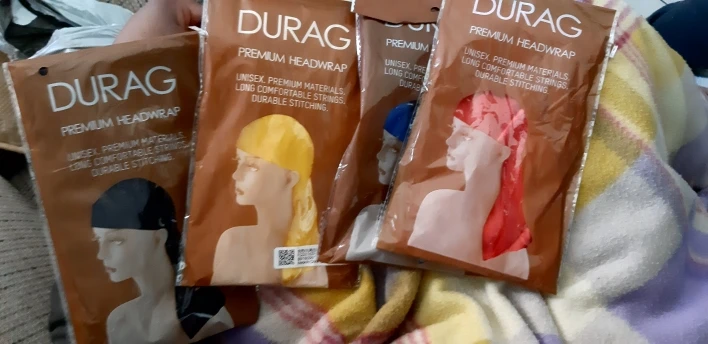 DURAG
PREMIUM HEADWRAP
UNISEX. PREMIUM MATERIALS.
LONG COMFORTABLE STRINGS.
DURABLE STITCHING.
DURAG
PREMIUM HEADWRAP
UNISEX. PREMIUM MATERIALS.
LONG COMFORTABLE STRINGS.
DURABLE STITCHING.
DU
PREMIUM
DURAG
PREMIUM HEADWRAP
UNISEX. PREMIUM MATERIALS.
LONG COMFORTABLE STRINGS.
DURABLE STITCHING.